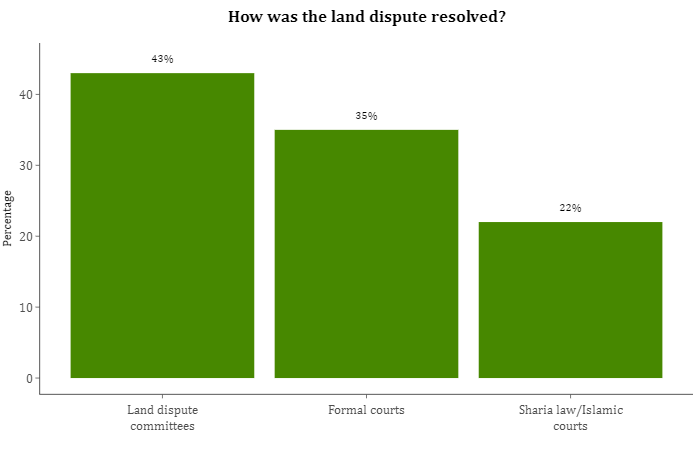 How was the land dispute resolved?
43%
35%
22%
Percentage
40
30
20
10
0
Land dispute
committees
Formal courts
Sharia law/Islamic
courts